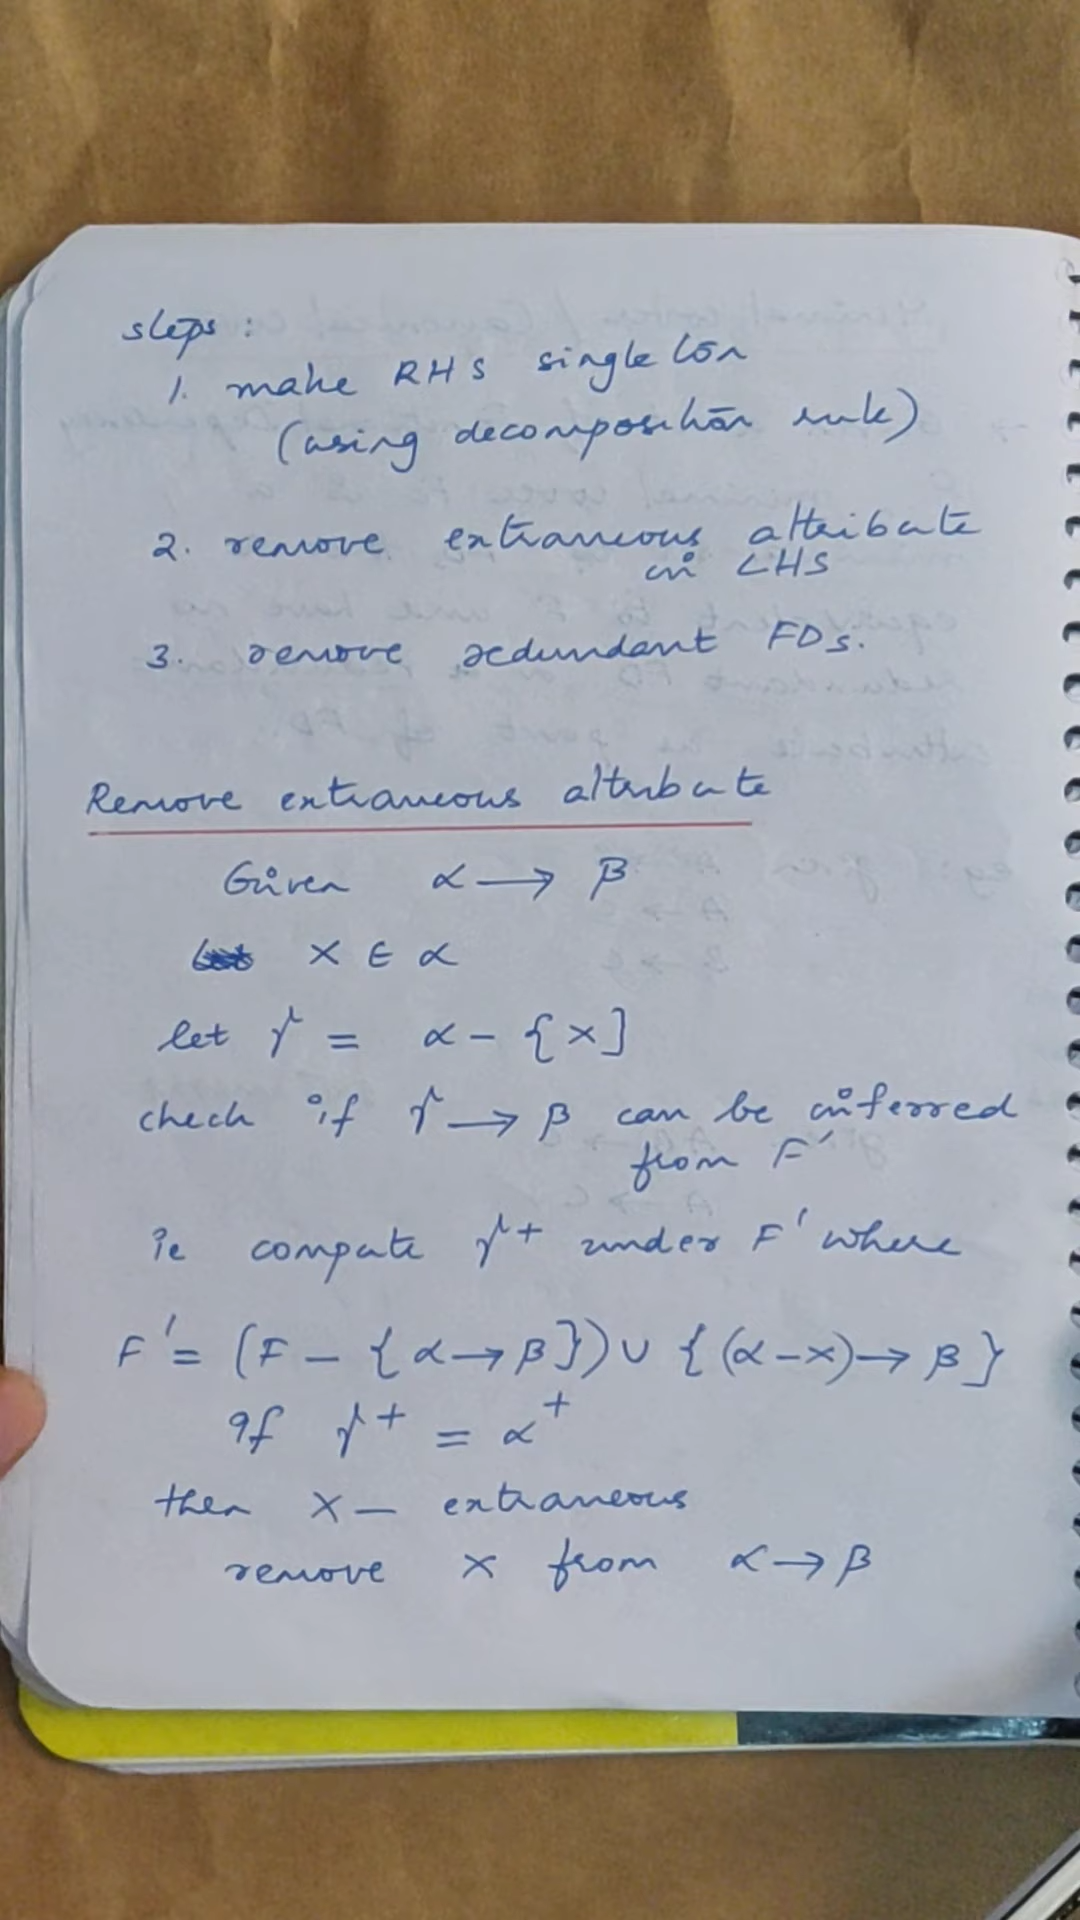 steps:
1. make RHS singleton
(using decomposition rule)
2. remove extraneous attribute
in LHS
3. remove redundant FDs.
Remove extraneous attribute
Given α → β
X ∈ α
let γ = α - {x}
check if γ → β can be inferred
from F'
ie compute γ+ under F' where
F' = (F - {α → β}) ∪ {(α-x) → β}
If γ+ = α+
then X - extraneous
remove X from α → β